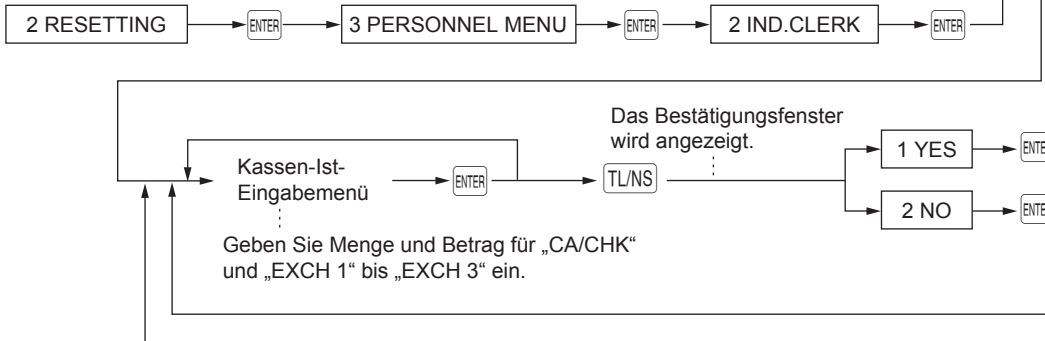 2 RESETTING ENTER 3 PERSONNEL MENU ENTER 2 IND.CLERK ENTER
Das Bestätigungsfenster
wird angezeigt.
Kassen-Ist-
Eingabemenü
ENTER
TL/NS
1 YES
2 NO
Geben Sie Menge und Betrag für „CA/CHK“
und „EXCH 1“ bis „EXCH 3“ ein.